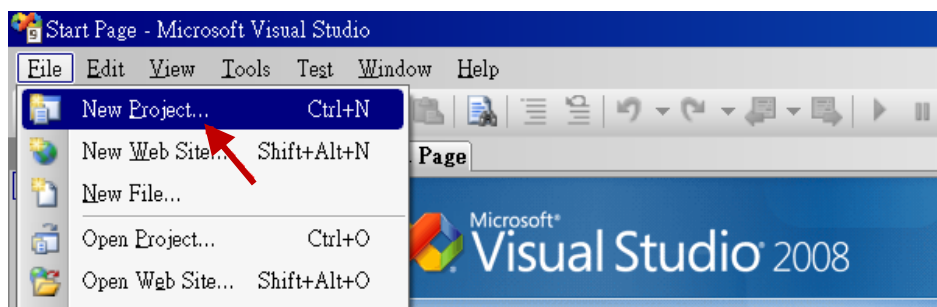 Start Page - Microsoft Visual Studio
File Edit View Tools Test Window Help
New Project... Ctrl+N
New Web Site... Shift+Alt+N
Page
New File...
Open Project... Ctrl+O
Open Web Site... Shift+Alt+O
Microsoft®
Visual Studio® 2008